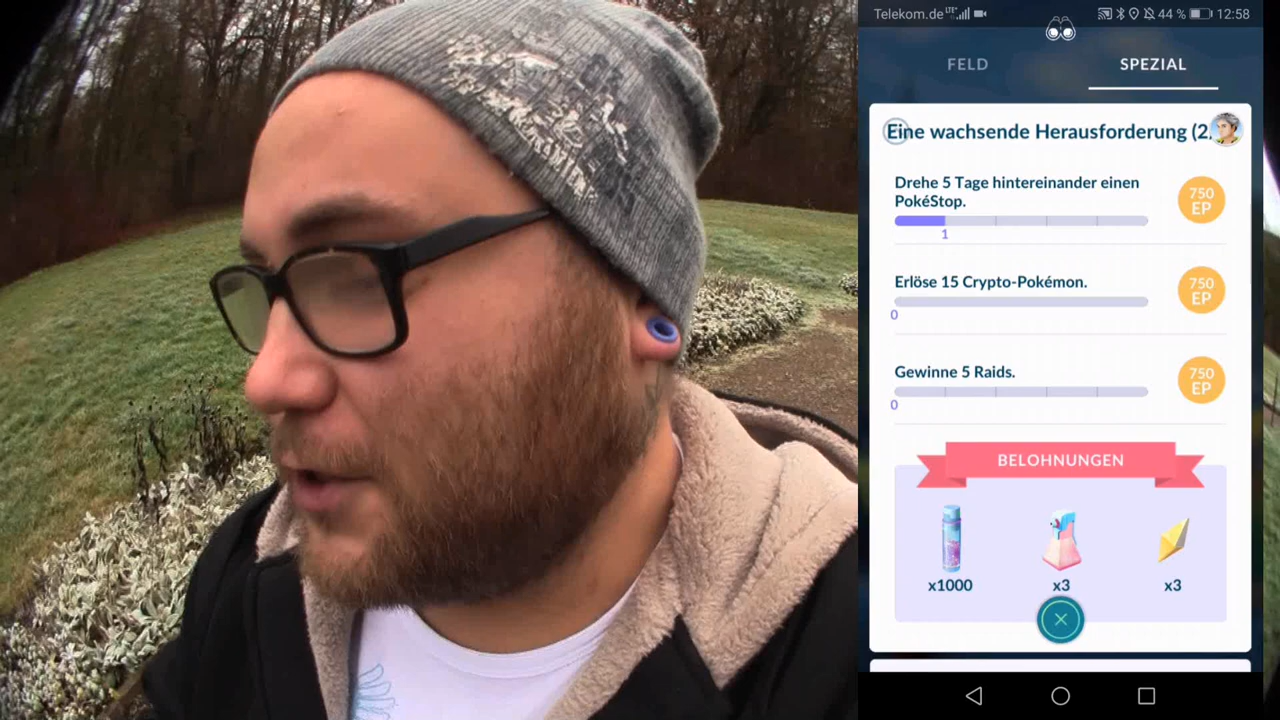 Telekom.de LTE+ 44 % 12:58
FELD
SPEZIAL
Eine wachsende Herausforderung (2/
Drehe 5 Tage hintereinander einen
PokéStop.
750
EP
1
Erlöse 15 Crypto-Pokémon.
750
EP
0
Gewinne 5 Raids.
750
EP
0
BELOHNUNGEN
x1000
x3
x3